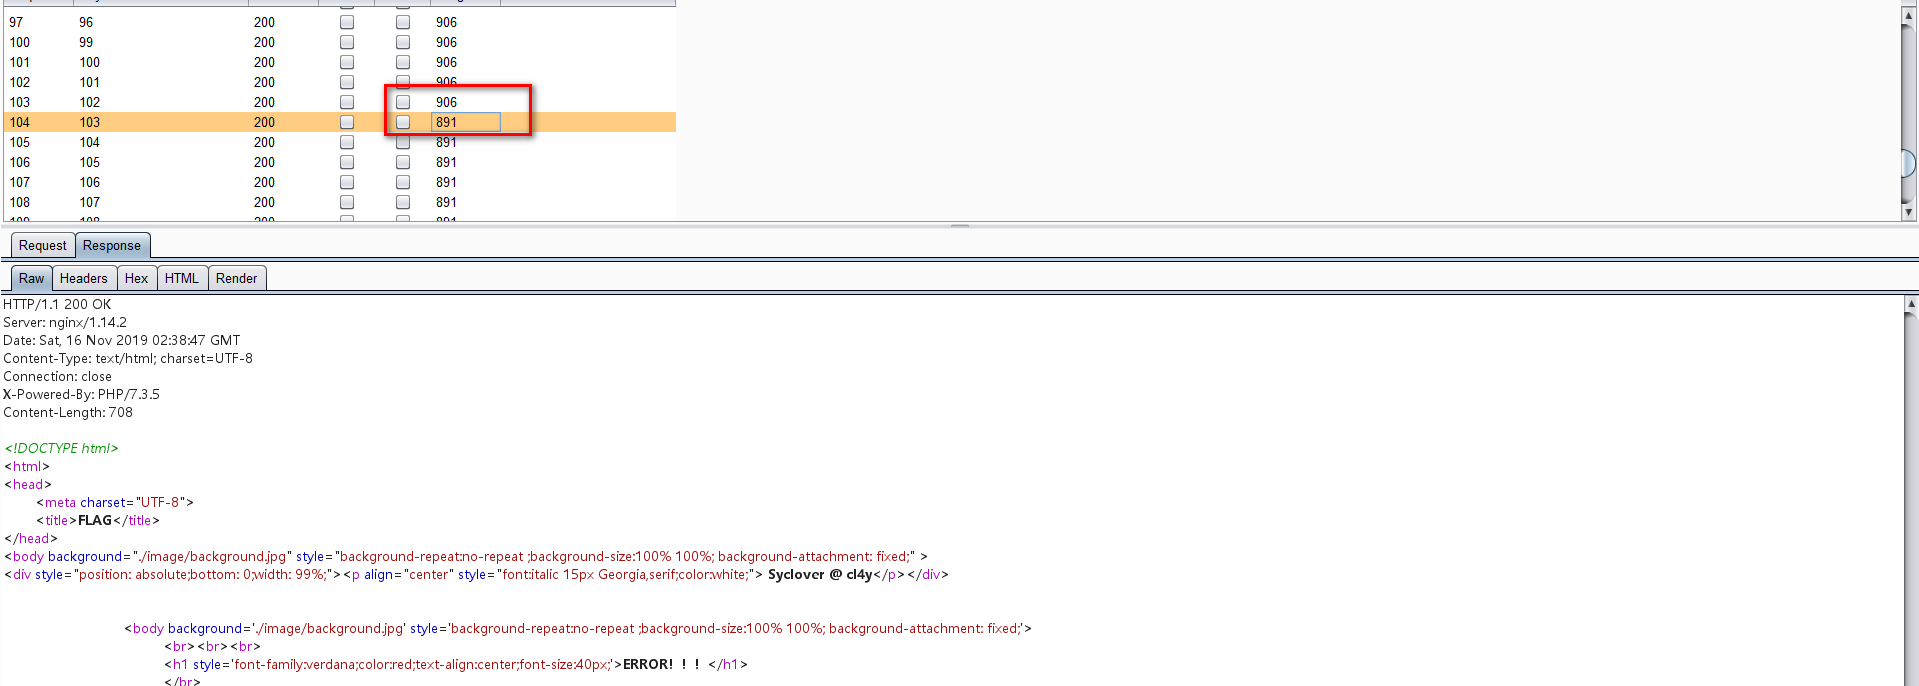 97 96 200 906
100 99 200 906
101 100 200 906
102 101 200 906
103 102 200 906
104 103 200 891
105 104 200 891
106 105 200 891
107 106 200 891
108 107 200 891
109 108 200 891
Request Response
Raw Headers Hex HTML Render
HTTP/1.1 200 OK
Server: nginx/1.14.2
Date: Sat, 16 Nov 2019 02:38:47 GMT
Content-Type: text/html; charset=UTF-8
Connection: close
X-Powered-By: PHP/7.3.5
Content-Length: 708
<!DOCTYPE html>
<html>
<head>
<meta charset="UTF-8">
<title>FLAG</title>
</head>
<body background="./image/background.jpg" style="background-repeat:no-repeat ;background-size:100% 100%; background-attachment: fixed;" >
<div style="position: absolute;bottom: 0;width: 99%;"><p align="center" style="font:italic 15px Georgia,serif;color:white;"> Syclover @ cl4y</p></div>
<body background='./image/background.jpg' style='background-repeat:no-repeat ;background-size:100% 100%; background-attachment: fixed;'>
<br><br><br>
<h1 style='font-family:verdana;color:red;text-align:center;font-size:40px;'>ERROR！！！</h1>
</br>